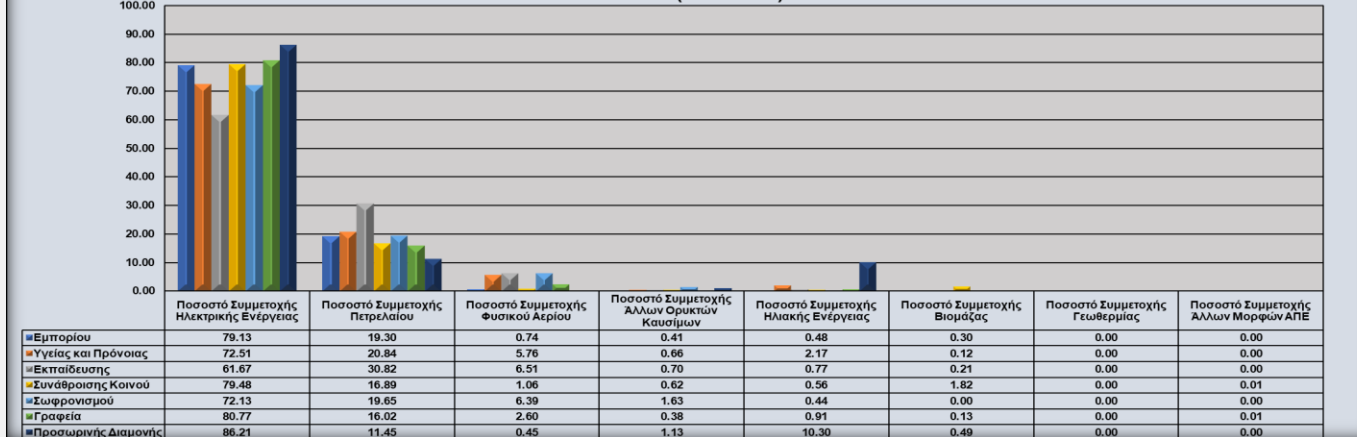 100.00
90.00
80.00
70.00
60.00
50.00
40.00
30.00
20.00
10.00
0.00
Ποσοστό Συμμετοχής Ηλεκτρικής Ενέργειας
Ποσοστό Συμμετοχής Πετρελαίου
Ποσοστό Συμμετοχής Φυσικού Αερίου
Ποσοστό Συμμετοχής Άλλων Ορυκτών Καυσίμων
Ποσοστό Συμμετοχής Ηλιακής Ενέργειας
Ποσοστό Συμμετοχής Βιομάζας
Ποσοστό Συμμετοχής Γεωθερμίας
Ποσοστό Συμμετοχής Άλλων Μορφών ΑΠΕ
Εμπορίου 79.13 19.30 0.74 0.41 0.48 0.30 0.00 0.00
Υγείας και Πρόνοιας 72.51 20.84 5.76 0.66 2.17 0.12 0.00 0.00
Εκπαίδευσης 61.67 30.82 6.51 0.70 0.77 0.21 0.00 0.00
Συνάθροισης Κοινού 79.48 16.89 1.06 0.62 0.56 1.82 0.00 0.01
Σωφρονισμού 72.13 19.65 6.39 1.63 0.44 0.00 0.00 0.00
Γραφεία 80.77 16.02 2.60 0.38 0.91 0.13 0.00 0.01
Προσωρινής Διαμονής 86.21 11.45 0.45 1.13 10.30 0.49 0.00 0.00